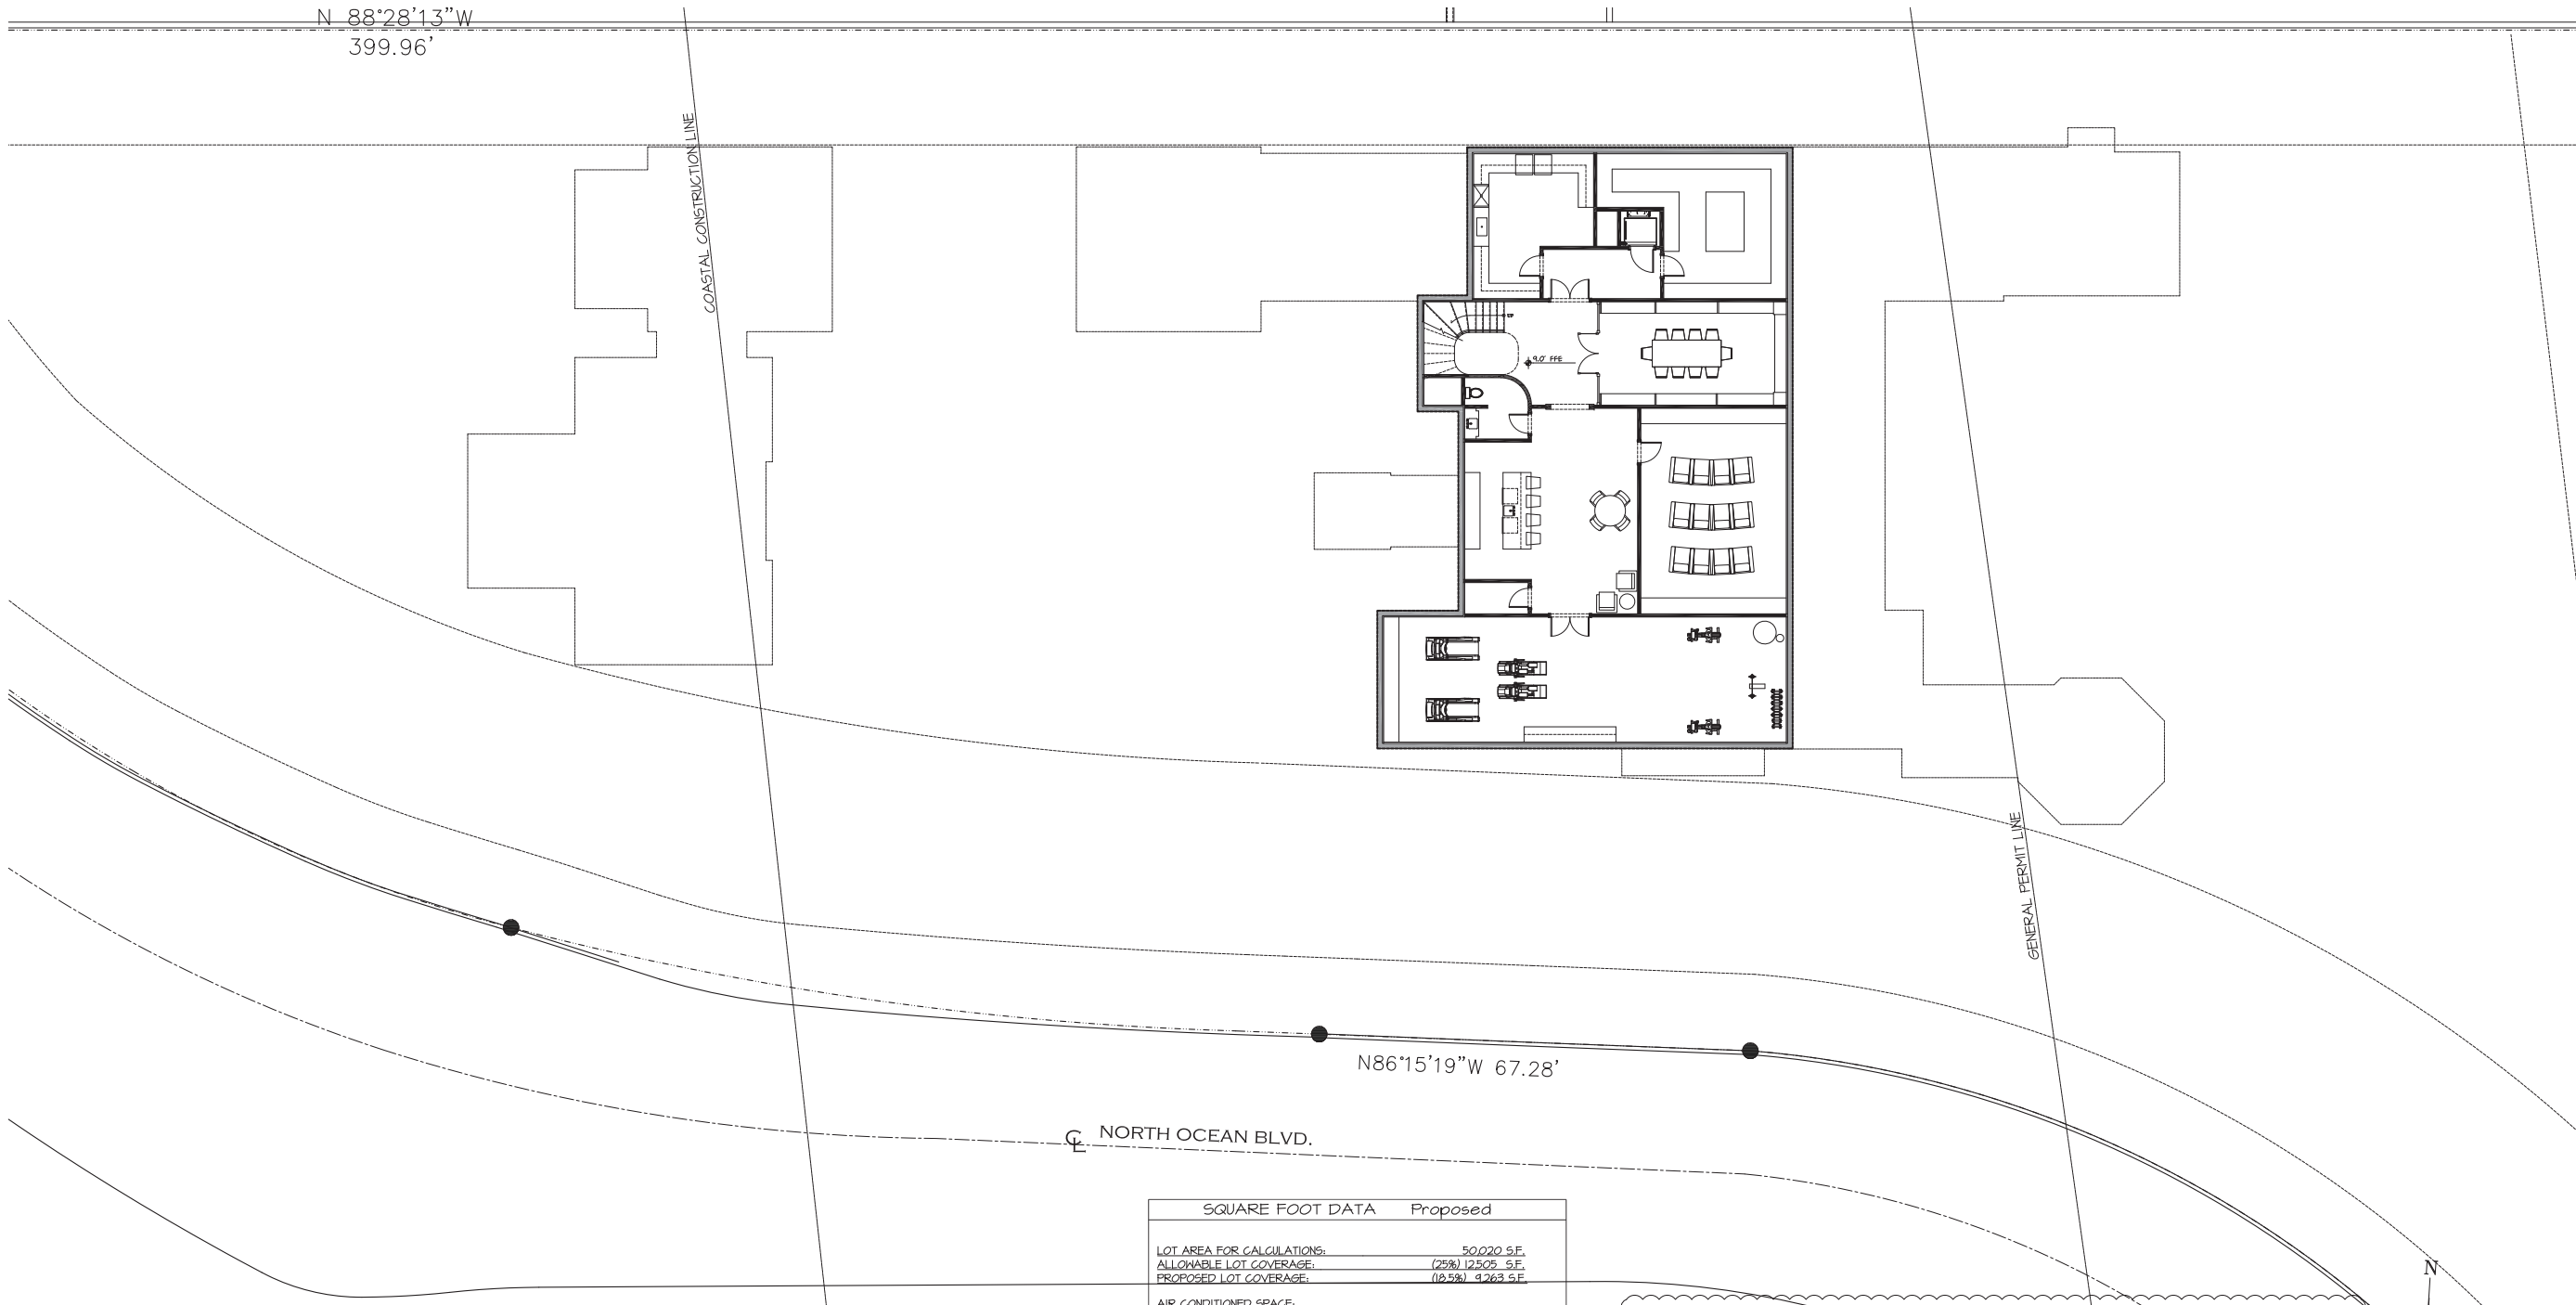 N 88°28'13"W
399.96'
COASTAL CONSTRUCTION LINE
UP
9.0' FFE
GENERAL PERMIT LINE
N86°15'19"W 67.28'
℄ NORTH OCEAN BLVD.
SQUARE FOOT DATA Proposed
LOT AREA FOR CALCULATIONS: 50,020 S.F.
ALLOWABLE LOT COVERAGE: (25%) 12,505 S.F.
PROPOSED LOT COVERAGE: (18.5%) 9,263 S.F.
AIR CONDITIONED SPACE:
N